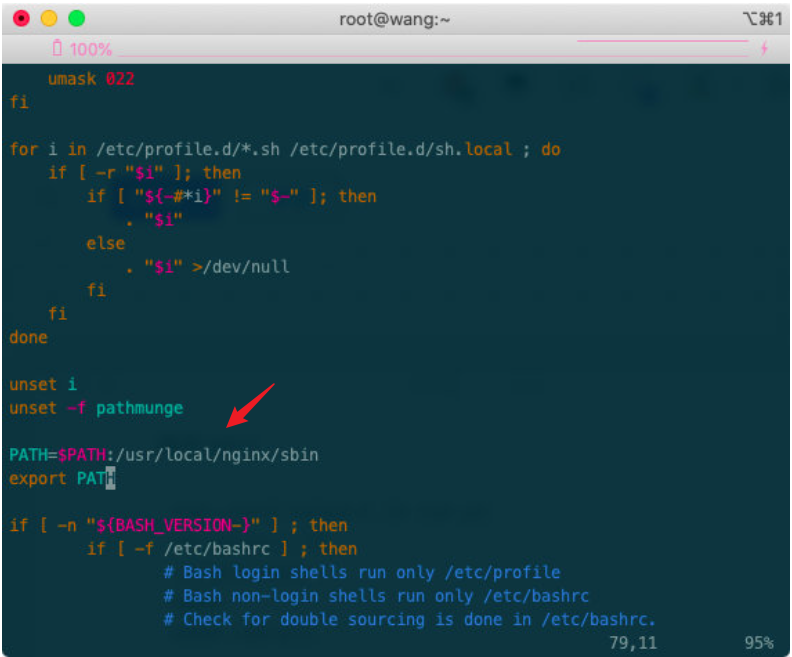 root@wang:~
⌥⌘1
100%
    umask 022
fi

for i in /etc/profile.d/*.sh /etc/profile.d/sh.local ; do
    if [ -r "$i" ]; then
        if [ "${-#*i}" != "$-" ]; then
            . "$i"
        else
            . "$i" >/dev/null
        fi
    fi
done

unset i
unset -f pathmunge

PATH=$PATH:/usr/local/nginx/sbin
export PATH

if [ -n "${BASH_VERSION-}" ] ; then
        if [ -f /etc/bashrc ] ; then
                # Bash login shells run only /etc/profile
                # Bash non-login shells run only /etc/bashrc
                # Check for double sourcing is done in /etc/bashrc.
79,11 95%